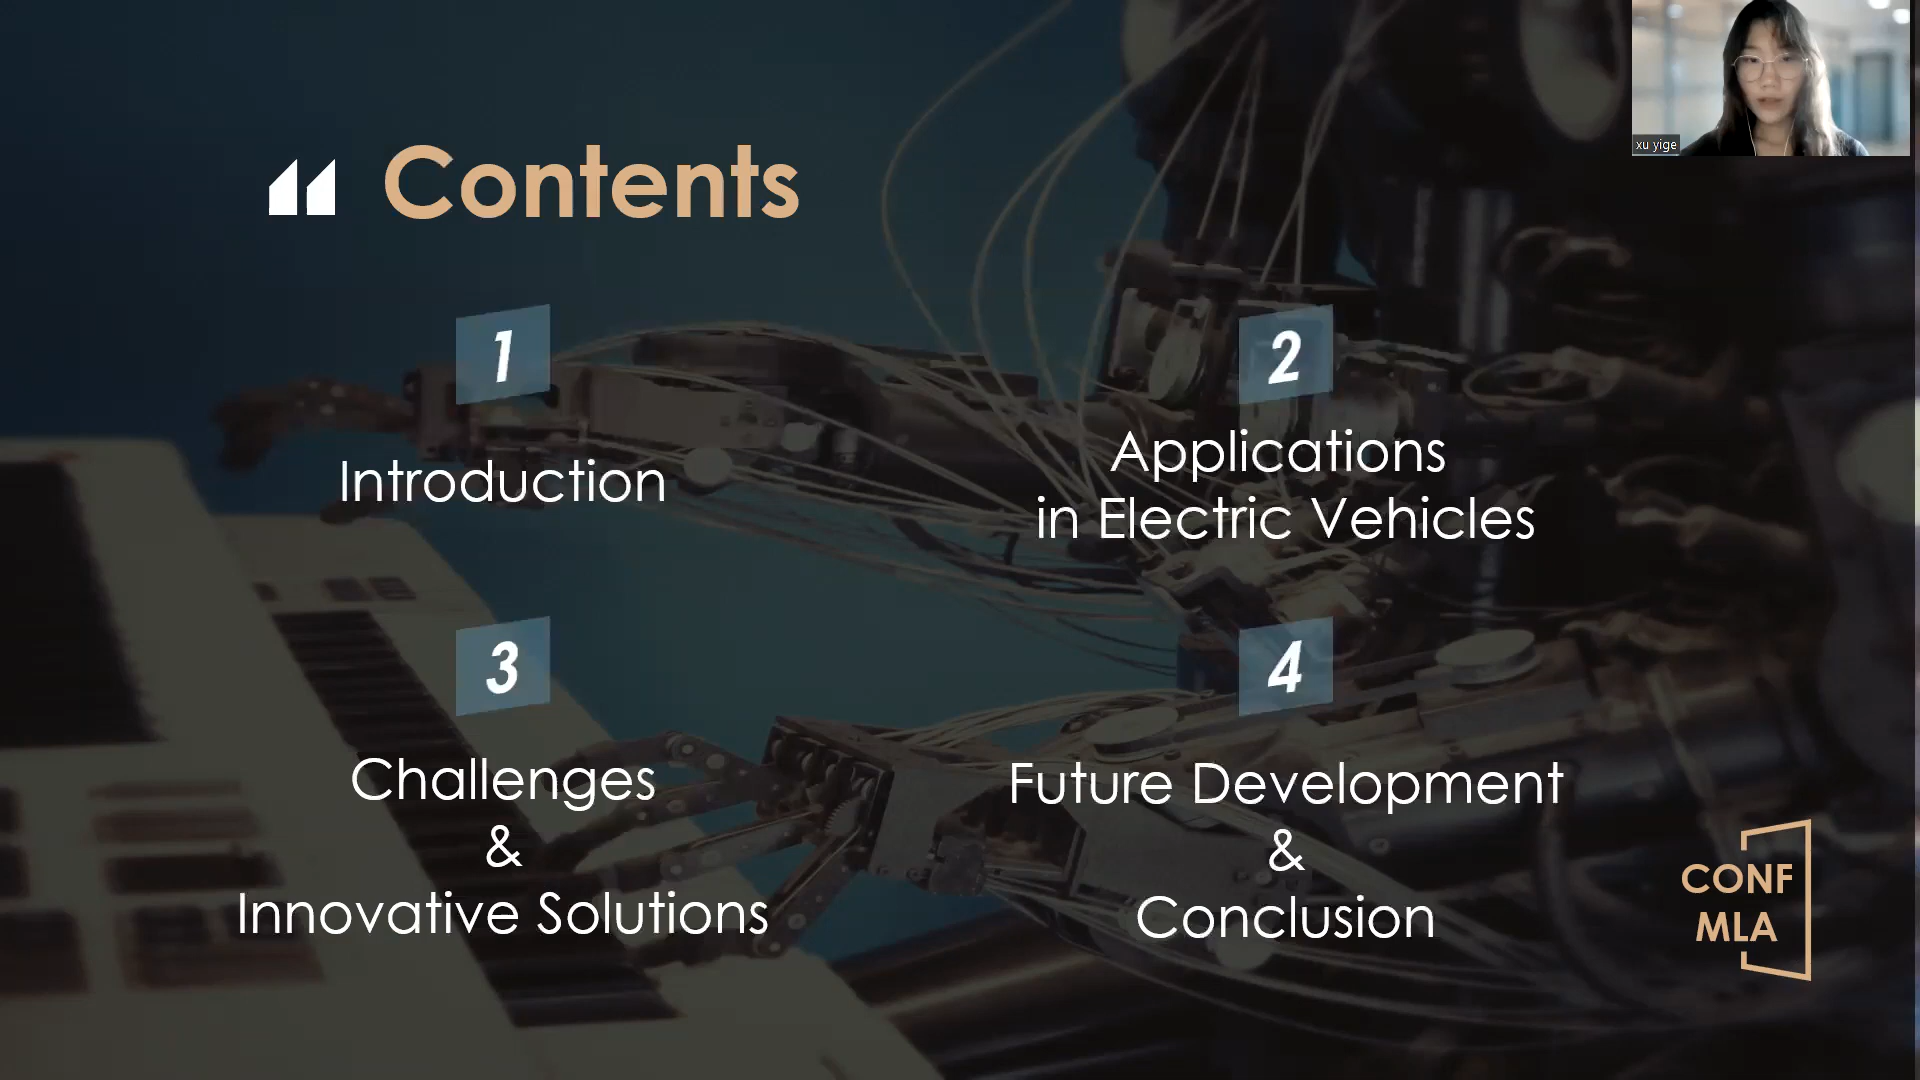 xu yige
Contents
1
Introduction
2
Applications
in Electric Vehicles
3
Challenges
&
Innovative Solutions
4
Future Development
&
Conclusion
CONF
MLA